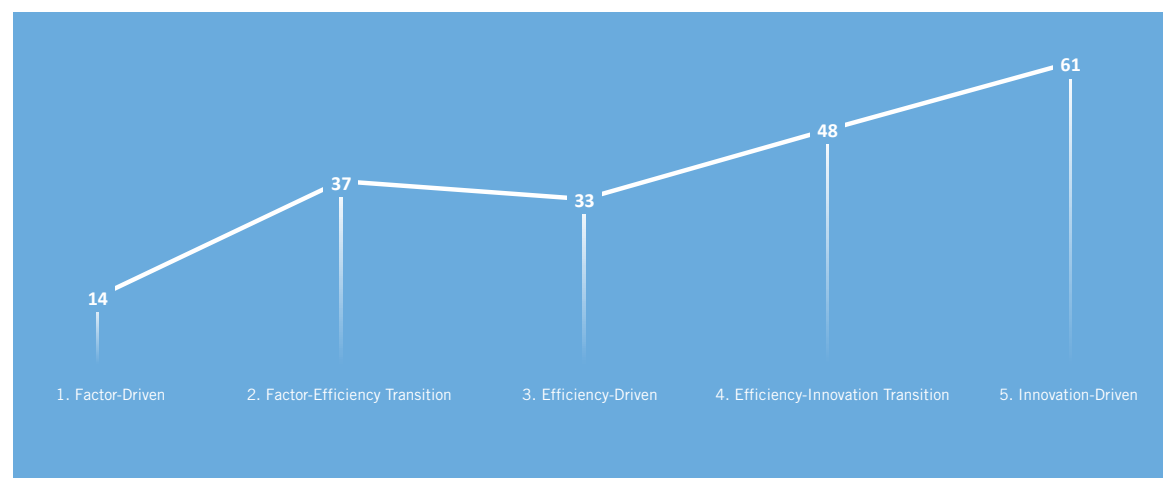 61
48
37
33
14
1. Factor-Driven
2. Factor-Efficiency Transition
3. Efficiency-Driven
4. Efficiency-Innovation Transition
5. Innovation-Driven